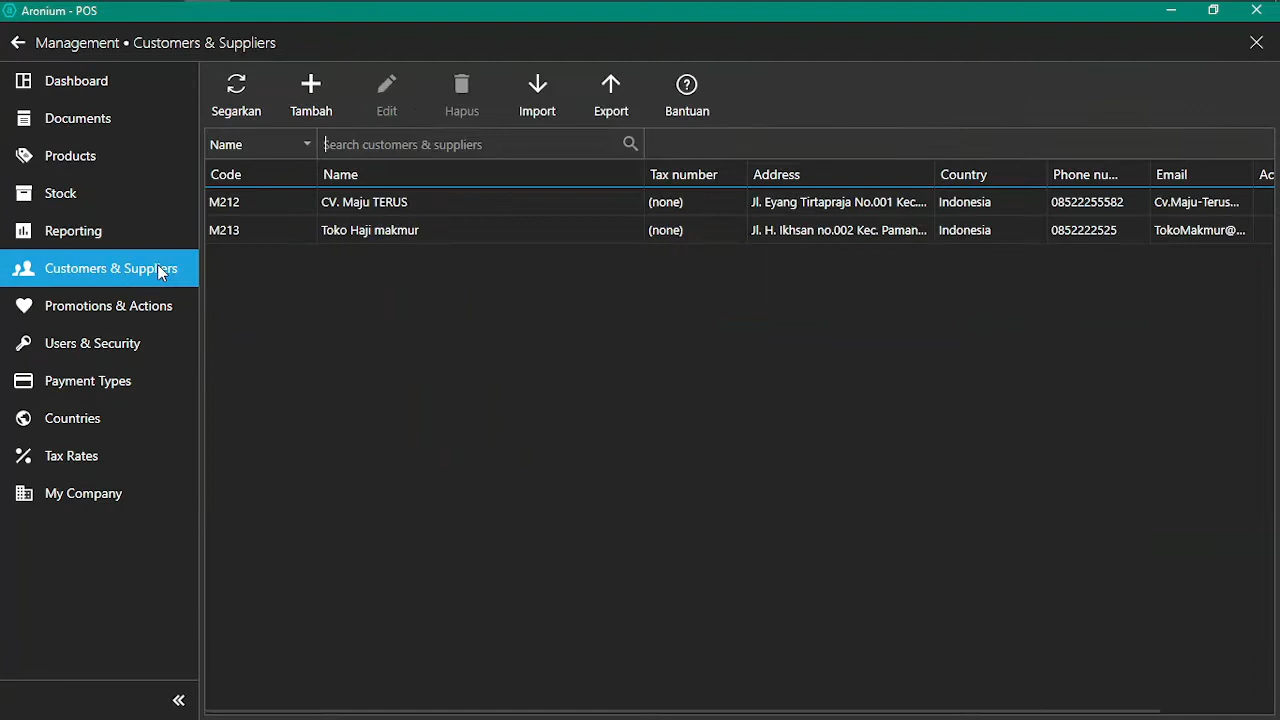 Aronium - POS
Management • Customers & Suppliers
Dashboard
Documents
Products
Stock
Reporting
Customers & Suppliers
Promotions & Actions
Users & Security
Payment Types
Countries
Tax Rates
My Company
Segarkan Tambah Edit Hapus Import Export Bantuan
Name Search customers & suppliers
Code Name Tax number Address Country Phone nu... Email Ac
M212 CV. Maju TERUS (none) Jl. Eyang Tirtapraja No.001 Kec.... Indonesia 08522255582 Cv.Maju-Terus...
M213 Toko Haji makmur (none) Jl. H. Ikhsan no.002 Kec. Paman... Indonesia 0852222525 TokoMakmur@...